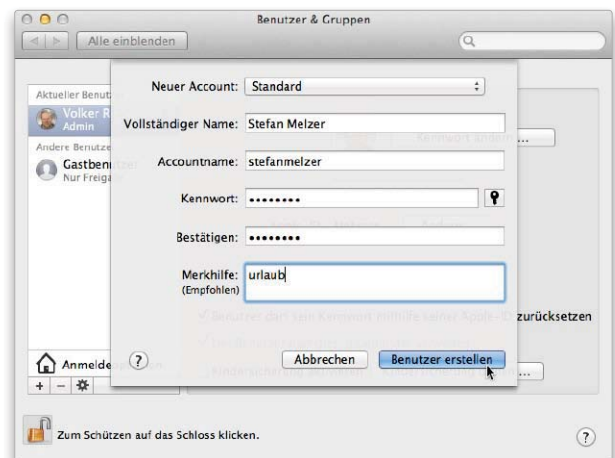 Benutzer & Gruppen
Alle einblenden
Aktueller Benutz
Volker R
Admin
Andere Benutze
Gastben
Nur Freiga
Neuer Account: Standard
Vollständiger Name: Stefan Melzer
Accountname: stefanmelzer
Kennwort: ••••••••
Bestätigen: ••••••••
Merkhilfe: urlaub
(Empfohlen)
zurücksetzen
Anmelde
? Abbrechen Benutzer erstellen
...
+ −
Zum Schützen auf das Schloss klicken. ?